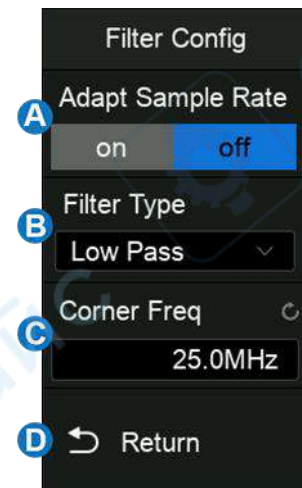 Filter Config
A
Adapt Sample Rate
on off
B
Filter Type
Low Pass
C
Corner Freq
25.0MHz
D
Return